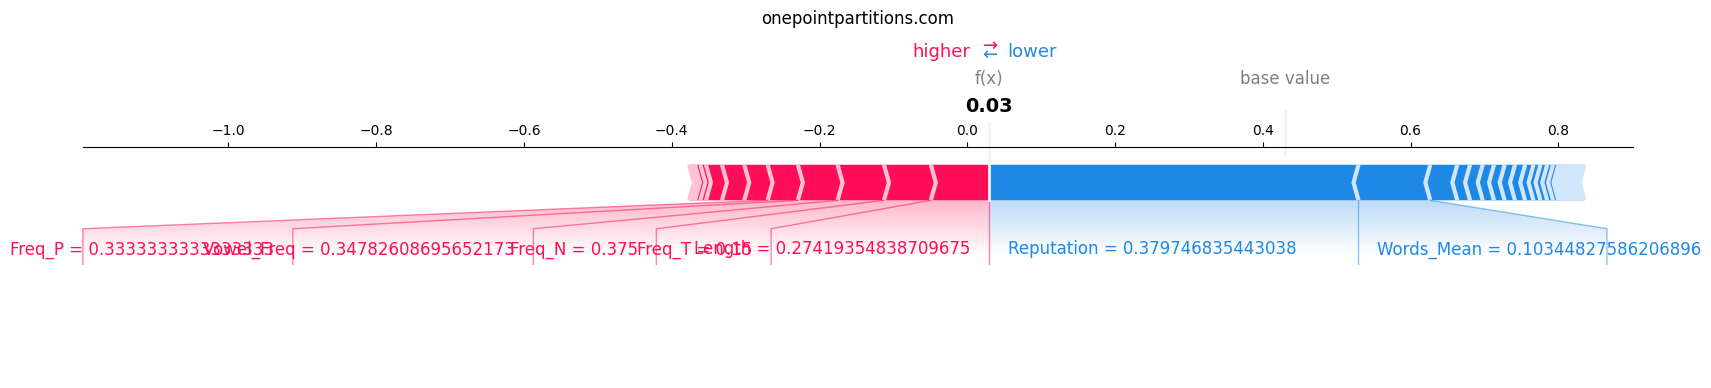 onepointpartitions.com
higher ⇄ lower
f(x) base value
0.03
−1.0 −0.8 −0.6 −0.4 −0.2 0.0 0.2 0.4 0.6 0.8
Freq_P = 0.3333333333333333 Vowel_Freq = 0.34782608695652173 Freq_N = 0.375 Freq_T = 0.15 Length = 0.27419354838709675 Reputation = 0.379746835443038 Words_Mean = 0.10344827586206896